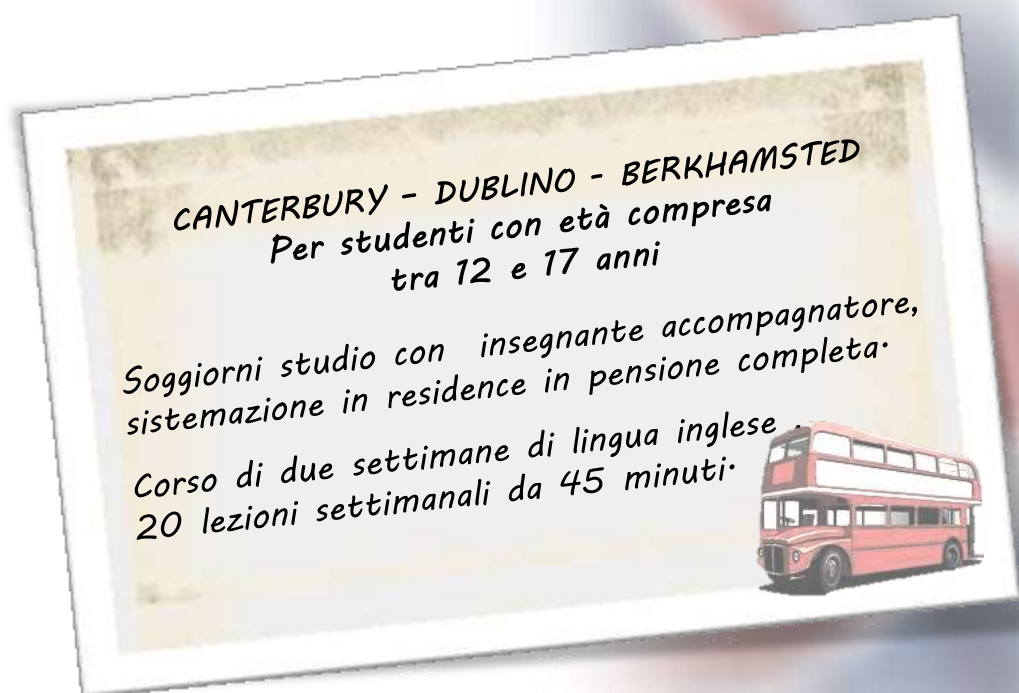 CANTERBURY – DUBLINO - BERKHAMSTED
Per studenti con età compresa
tra 12 e 17 anni
Soggiorni studio con insegnante accompagnatore,
sistemazione in residence in pensione completa.
Corso di due settimane di lingua inglese .
20 lezioni settimanali da 45 minuti.